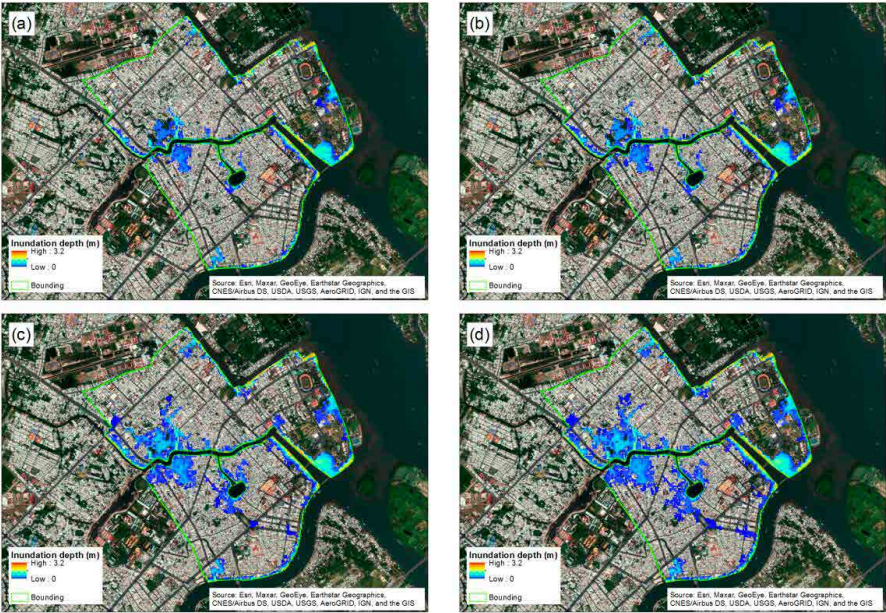 (a)
Inundation depth (m)
High : 3.2
Low : 0
Bounding
Source: Esri, Maxar, GeoEye, Earthstar Geographics,
CNES/Airbus DS, USDA, USGS, AeroGRID, IGN, and the GIS
(b)
Inundation depth (m)
High : 3.2
Low : 0
Bounding
Source: Esri, Maxar, GeoEye, Earthstar Geographics,
CNES/Airbus DS, USDA, USGS, AeroGRID, IGN, and the GIS
(c)
Inundation depth (m)
High : 3.2
Low : 0
Bounding
Source: Esri, Maxar, GeoEye, Earthstar Geographics,
CNES/Airbus DS, USDA, USGS, AeroGRID, IGN, and the GIS
(d)
Inundation depth (m)
High : 3.2
Low : 0
Bounding
Source: Esri, Maxar, GeoEye, Earthstar Geographics,
CNES/Airbus DS, USDA, USGS, AeroGRID, IGN, and the GIS